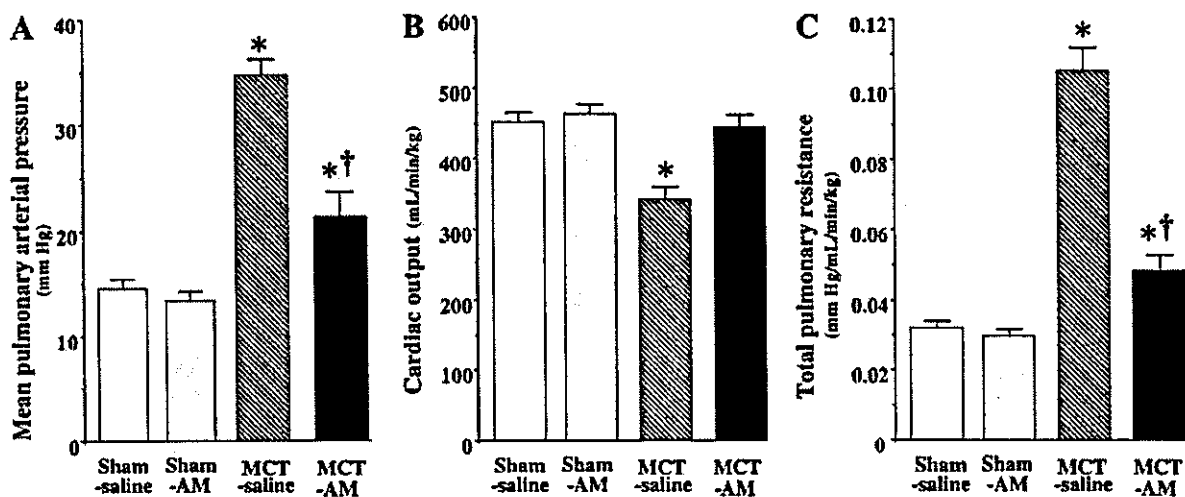 A
Mean pulmonary arterial pressure
(mm Hg)
40
30
20
10
0
*
*†
Sham
-saline
Sham
-AM
MCT
-saline
MCT
-AM
B
Cardiac output (mL/min/kg)
600
500
400
300
200
100
0
*
Sham
-saline
Sham
-AM
MCT
-saline
MCT
-AM
C
Total pulmonary resistance
(mm Hg/mL/min/kg)
0.12
0.10
0.08
0.06
0.04
0.02
0
*
*†
Sham
-saline
Sham
-AM
MCT
-saline
MCT
-AM